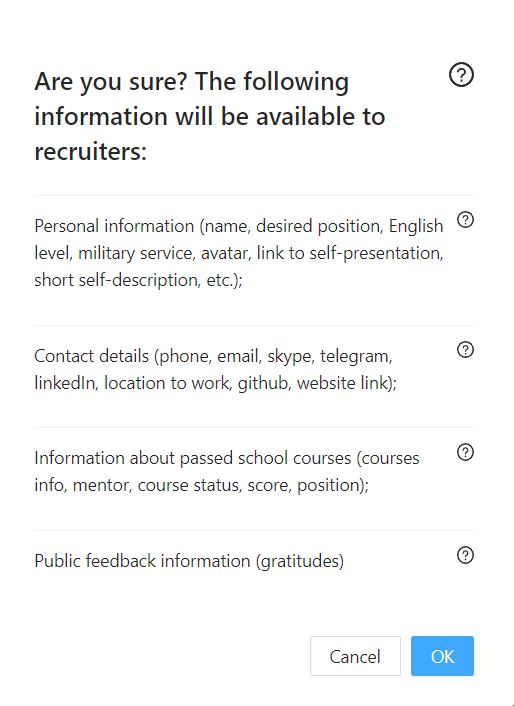 Are you sure? The following
information will be available to
recruiters:
Personal information (name, desired position, English
level, military service, avatar, link to self-presentation,
short self-description, etc.);
Contact details (phone, email, skype, telegram,
linkedIn, location to work, github, website link);
Information about passed school courses (courses
info, mentor, course status, score, position);
Public feedback information (gratitudes)
Cancel
OK